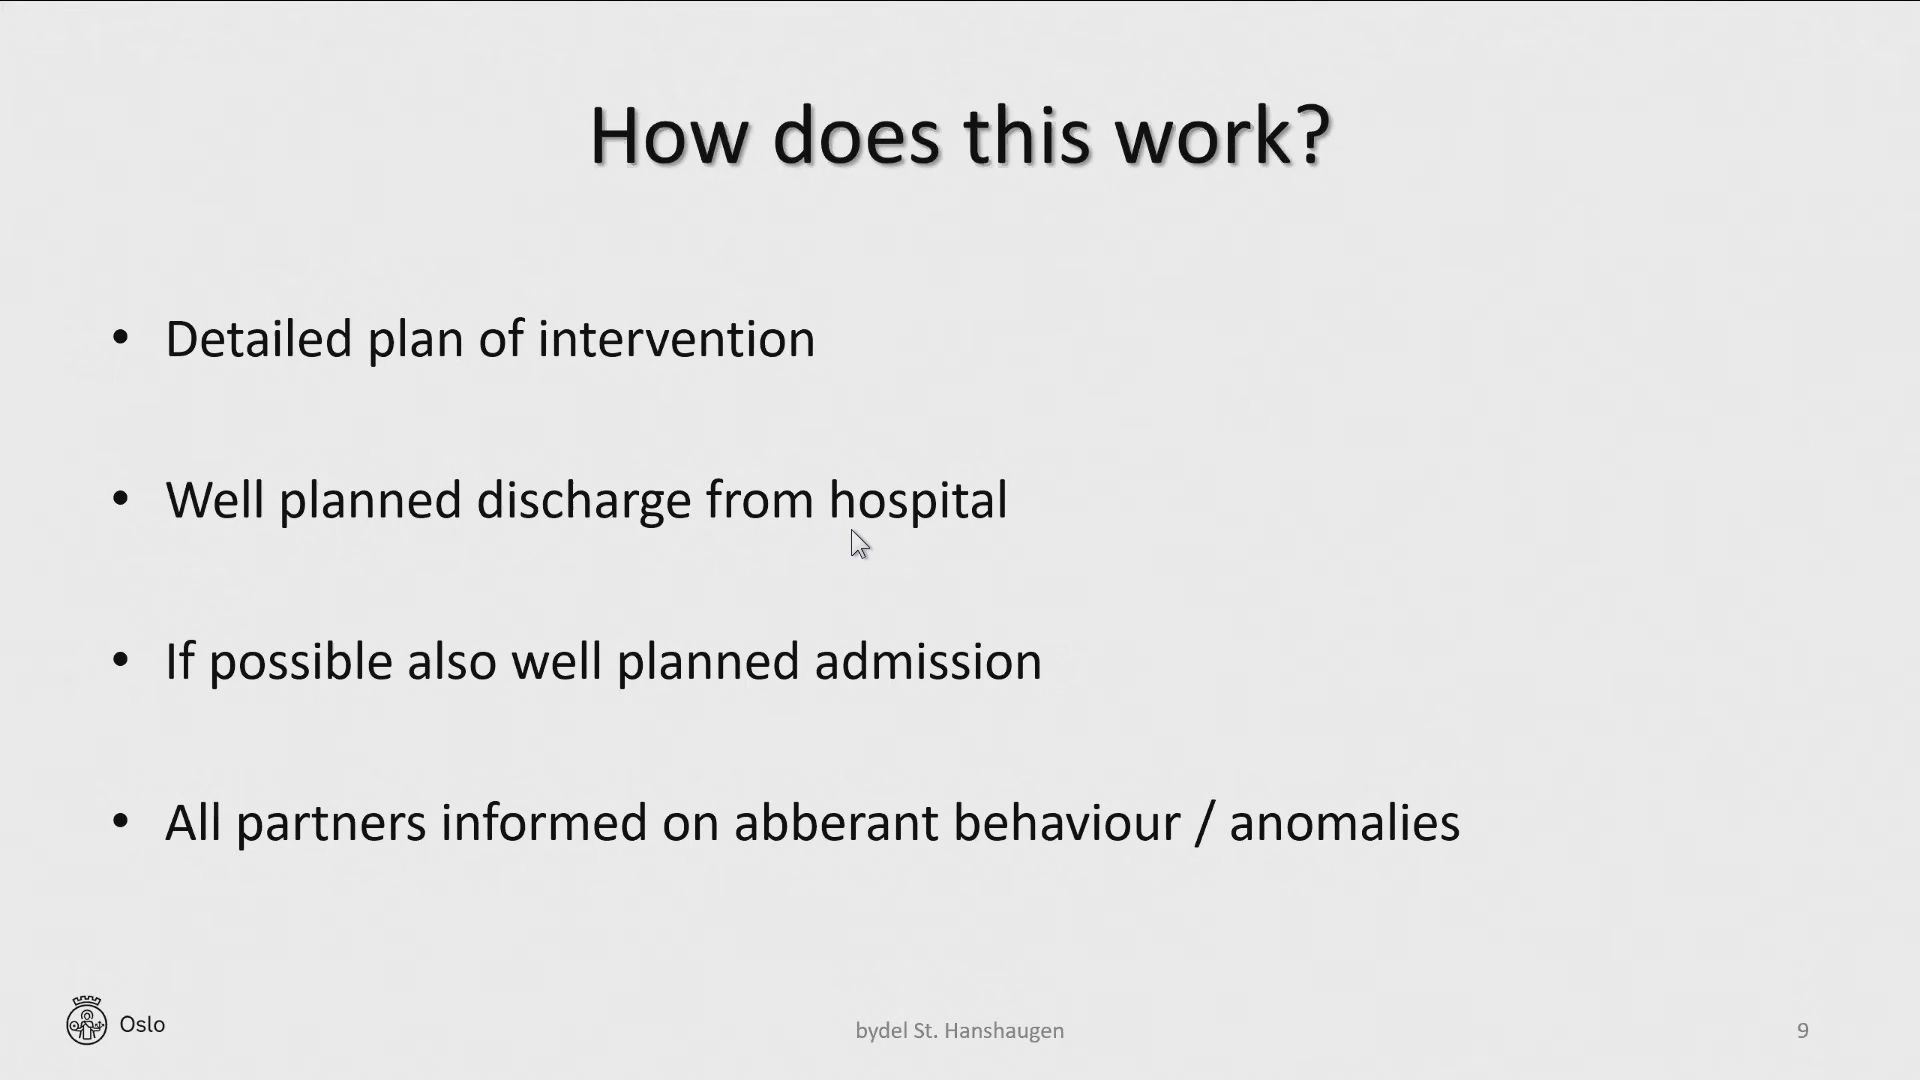 How does this work?
• Detailed plan of intervention
• Well planned discharge from hospital
• If possible also well planned admission
• All partners informed on abberant behaviour / anomalies
Oslo
bydel St. Hanshaugen
9